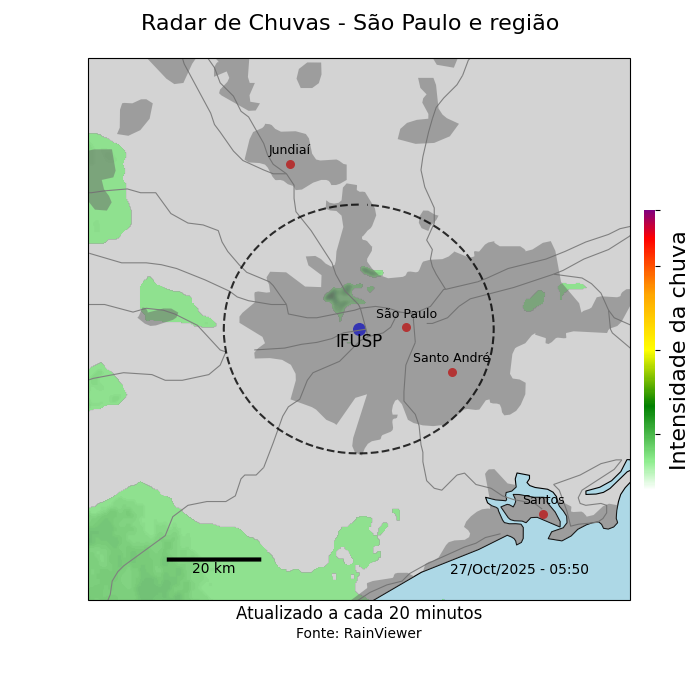 Radar de Chuvas - São Paulo e região
Jundiaí
São Paulo
IFUSP
Santo André
Santos
20 km
27/Oct/2025 - 05:50
Intensidade da chuva
Atualizado a cada 20 minutos
Fonte: RainViewer